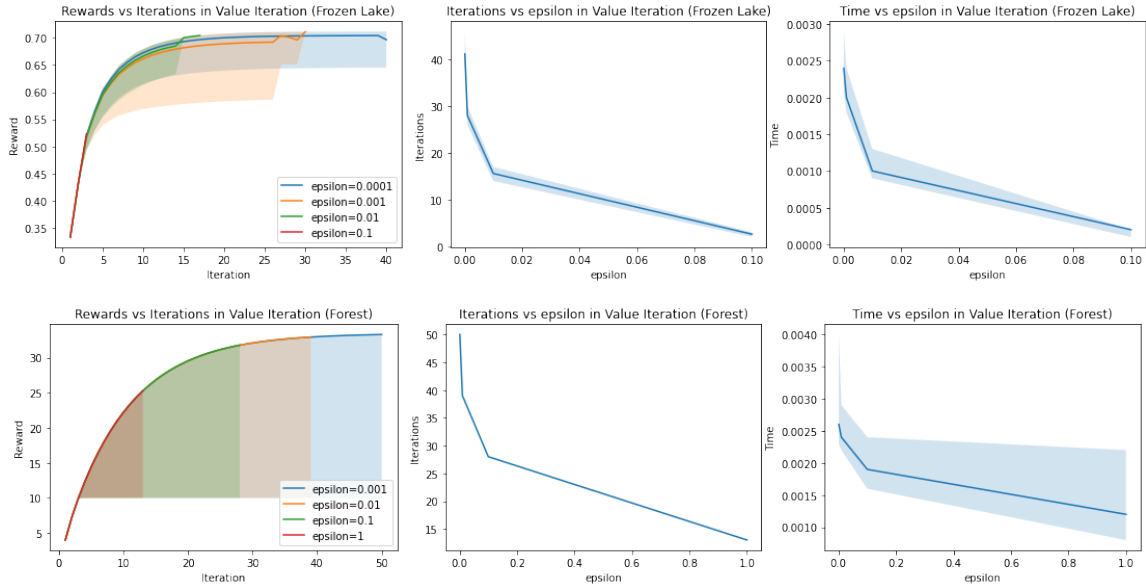 Rewards vs Iterations in Value Iteration (Frozen Lake)
0.70
0.65
0.60
0.55
0.50
0.45
0.40
0.35
Reward
0 5 10 15 20 25 30 35 40
Iteration
epsilon=0.0001
epsilon=0.001
epsilon=0.01
epsilon=0.1
Iterations vs epsilon in Value Iteration (Frozen Lake)
40
30
20
10
0
Iterations
0.00 0.02 0.04 0.06 0.08 0.10
epsilon
Time vs epsilon in Value Iteration (Frozen Lake)
0.0030
0.0025
0.0020
0.0015
0.0010
0.0005
0.0000
Time
0.00 0.02 0.04 0.06 0.08 0.10
epsilon
Rewards vs Iterations in Value Iteration (Forest)
30
25
20
15
10
5
Reward
0 10 20 30 40 50
Iteration
epsilon=0.001
epsilon=0.01
epsilon=0.1
epsilon=1
Iterations vs epsilon in Value Iteration (Forest)
50
45
40
35
30
25
20
15
Iterations
0.0 0.2 0.4 0.6 0.8 1.0
epsilon
Time vs epsilon in Value Iteration (Forest)
0.0040
0.0035
0.0030
0.0025
0.0020
0.0015
0.0010
Time
0.0 0.2 0.4 0.6 0.8 1.0
epsilon